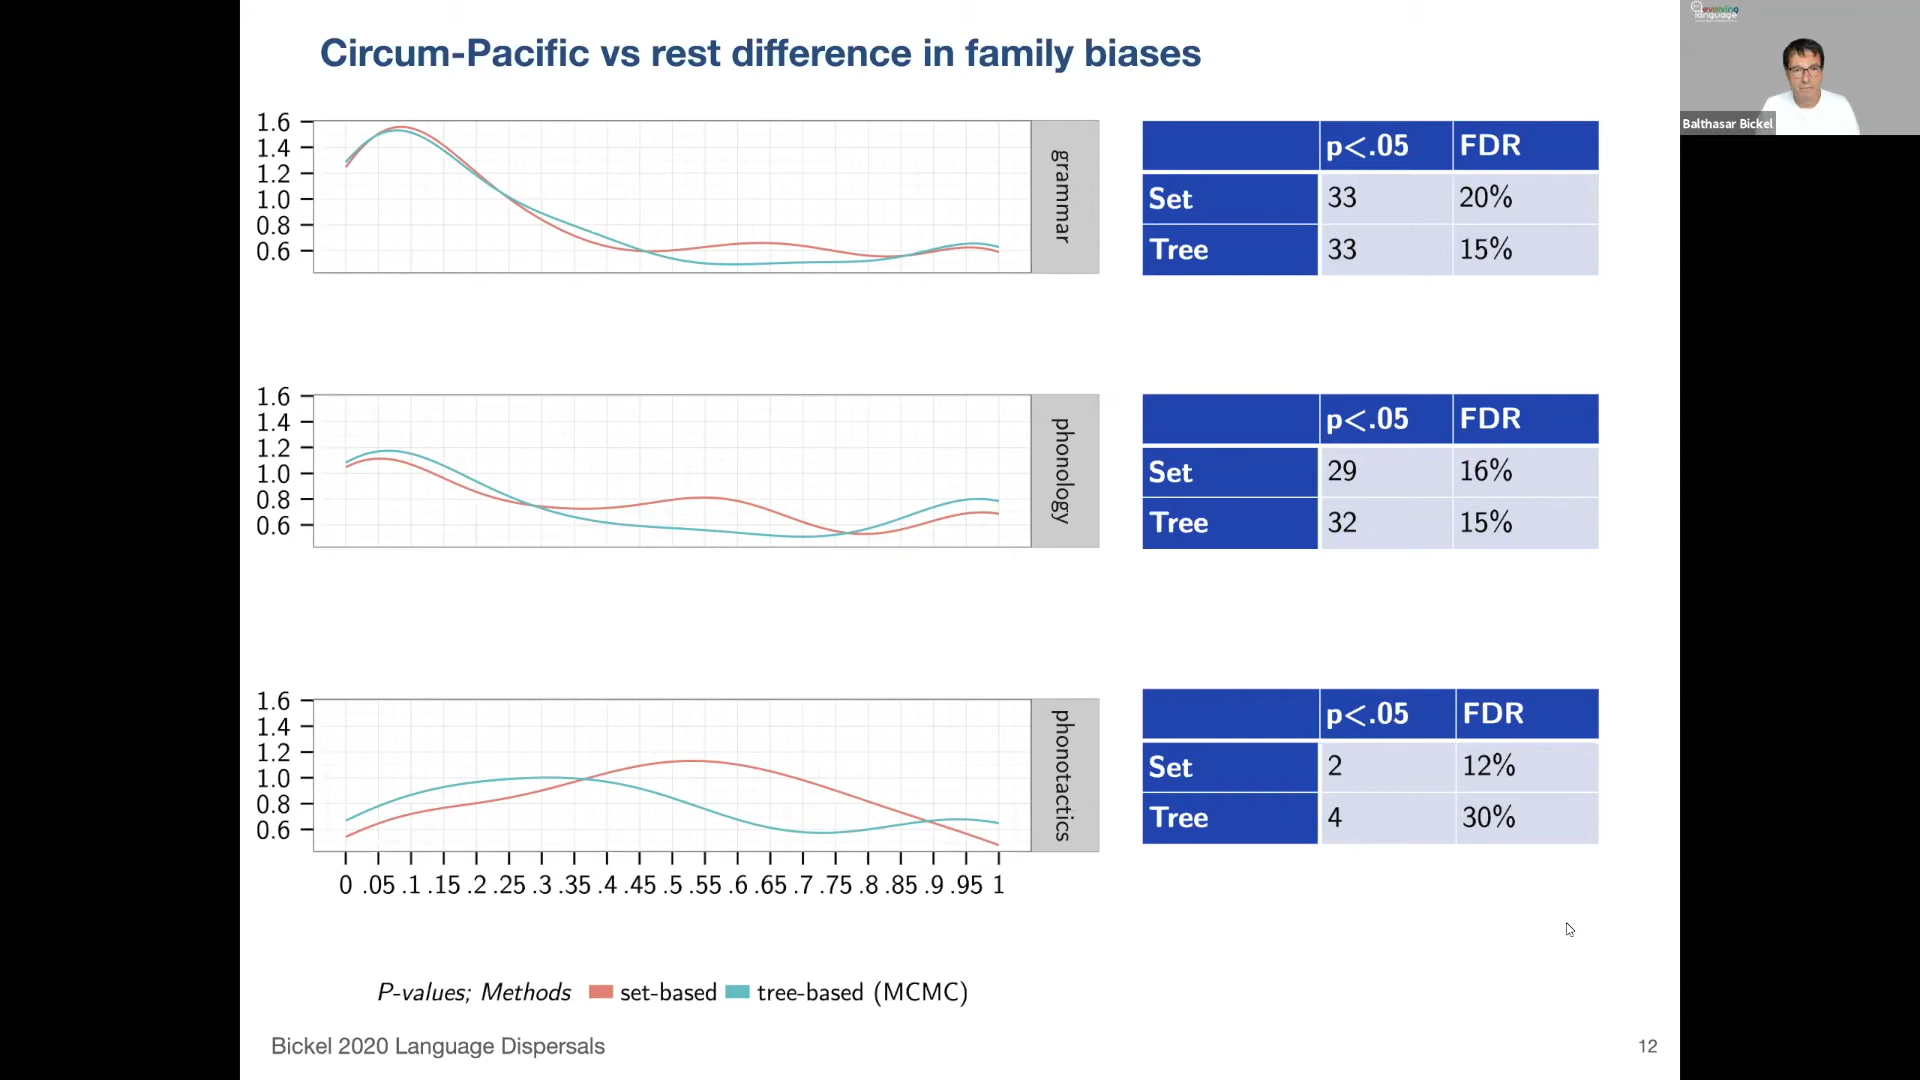 Circum-Pacific vs rest difference in family biases
evolving
language
Balthasar Bickel
1.6
1.4
1.2
1.0
0.8
0.6
grammar
p<.05 FDR
Set 33 20%
Tree 33 15%
1.6
1.4
1.2
1.0
0.8
0.6
phonology
p<.05 FDR
Set 29 16%
Tree 32 15%
1.6
1.4
1.2
1.0
0.8
0.6
phonotactics
p<.05 FDR
Set 2 12%
Tree 4 30%
0 .05 .1 .15 .2 .25 .3 .35 .4 .45 .5 .55 .6 .65 .7 .75 .8 .85 .9 .95 1
P-values; Methods set-based tree-based (MCMC)
Bickel 2020 Language Dispersals
12